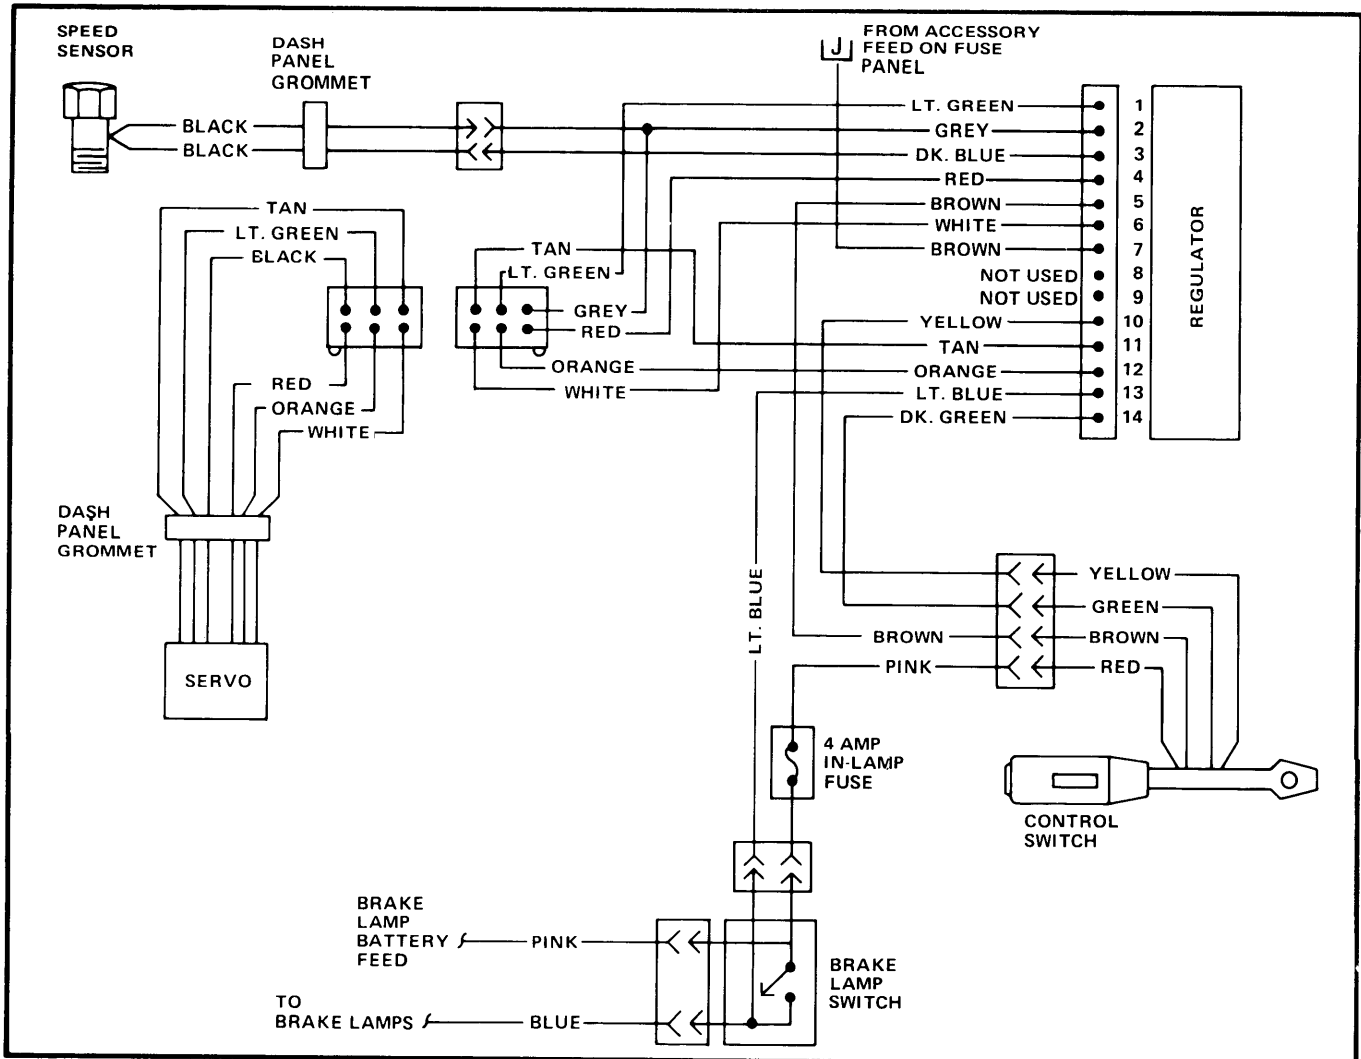 SPEED
SENSOR
DASH
PANEL
GROMMET
J
FROM ACCESSORY
FEED ON FUSE
PANEL
BLACK
BLACK
LT. GREEN
GREY
DK. BLUE
RED
BROWN
WHITE
BROWN
NOT USED
NOT USED
YELLOW
TAN
ORANGE
LT. BLUE
DK. GREEN
1
2
3
4
5
6
7
8
9
10
11
12
13
14
REGULATOR
TAN
LT. GREEN
BLACK
TAN
LT. GREEN
GREY
RED
ORANGE
WHITE
RED
ORANGE
WHITE
DASH
PANEL
GROMMET
SERVO
LT. BLUE
YELLOW
GREEN
BROWN
BROWN
PINK
RED
4 AMP
IN-LAMP
FUSE
CONTROL
SWITCH
BRAKE
LAMP
BATTERY
FEED
PINK
BRAKE
LAMP
SWITCH
TO
BRAKE LAMPS
BLUE